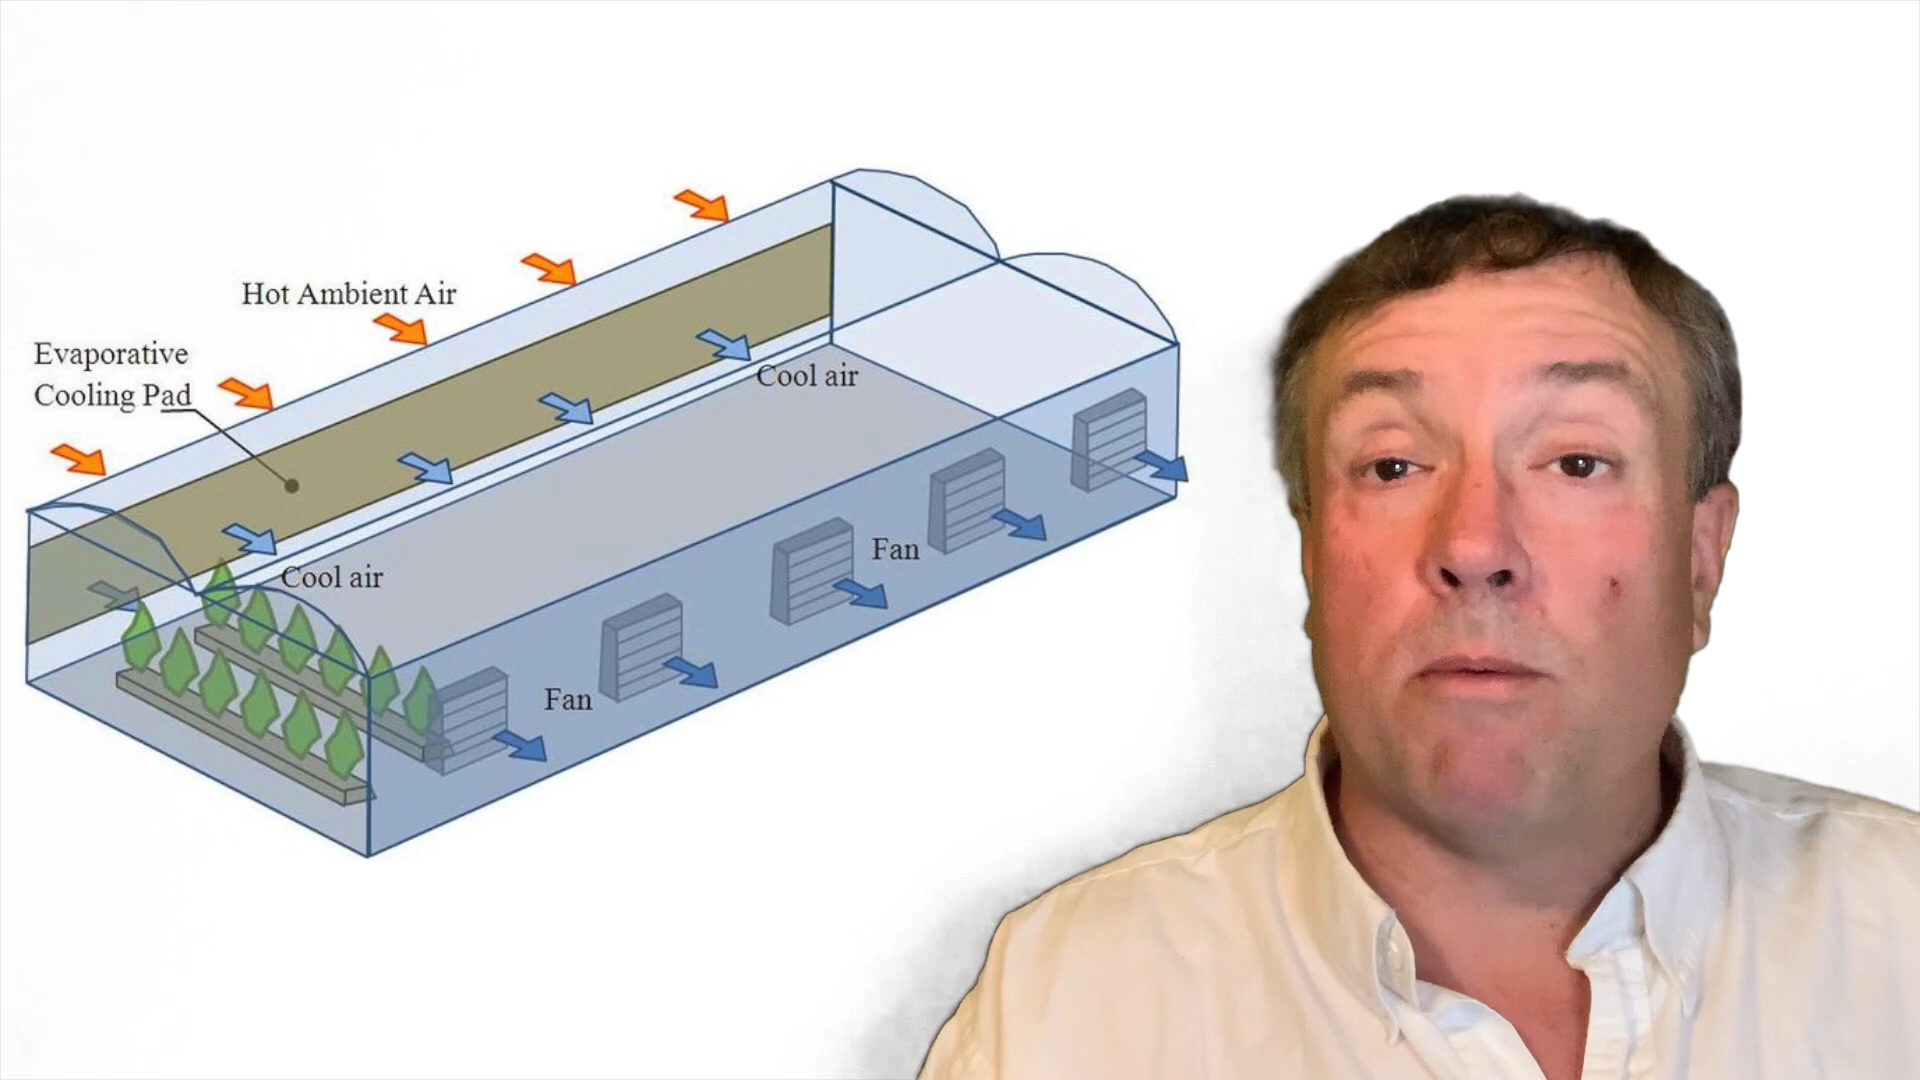 Hot Ambient Air
Evaporative
Cooling Pad
Cool air
Cool air
Fan
Fan